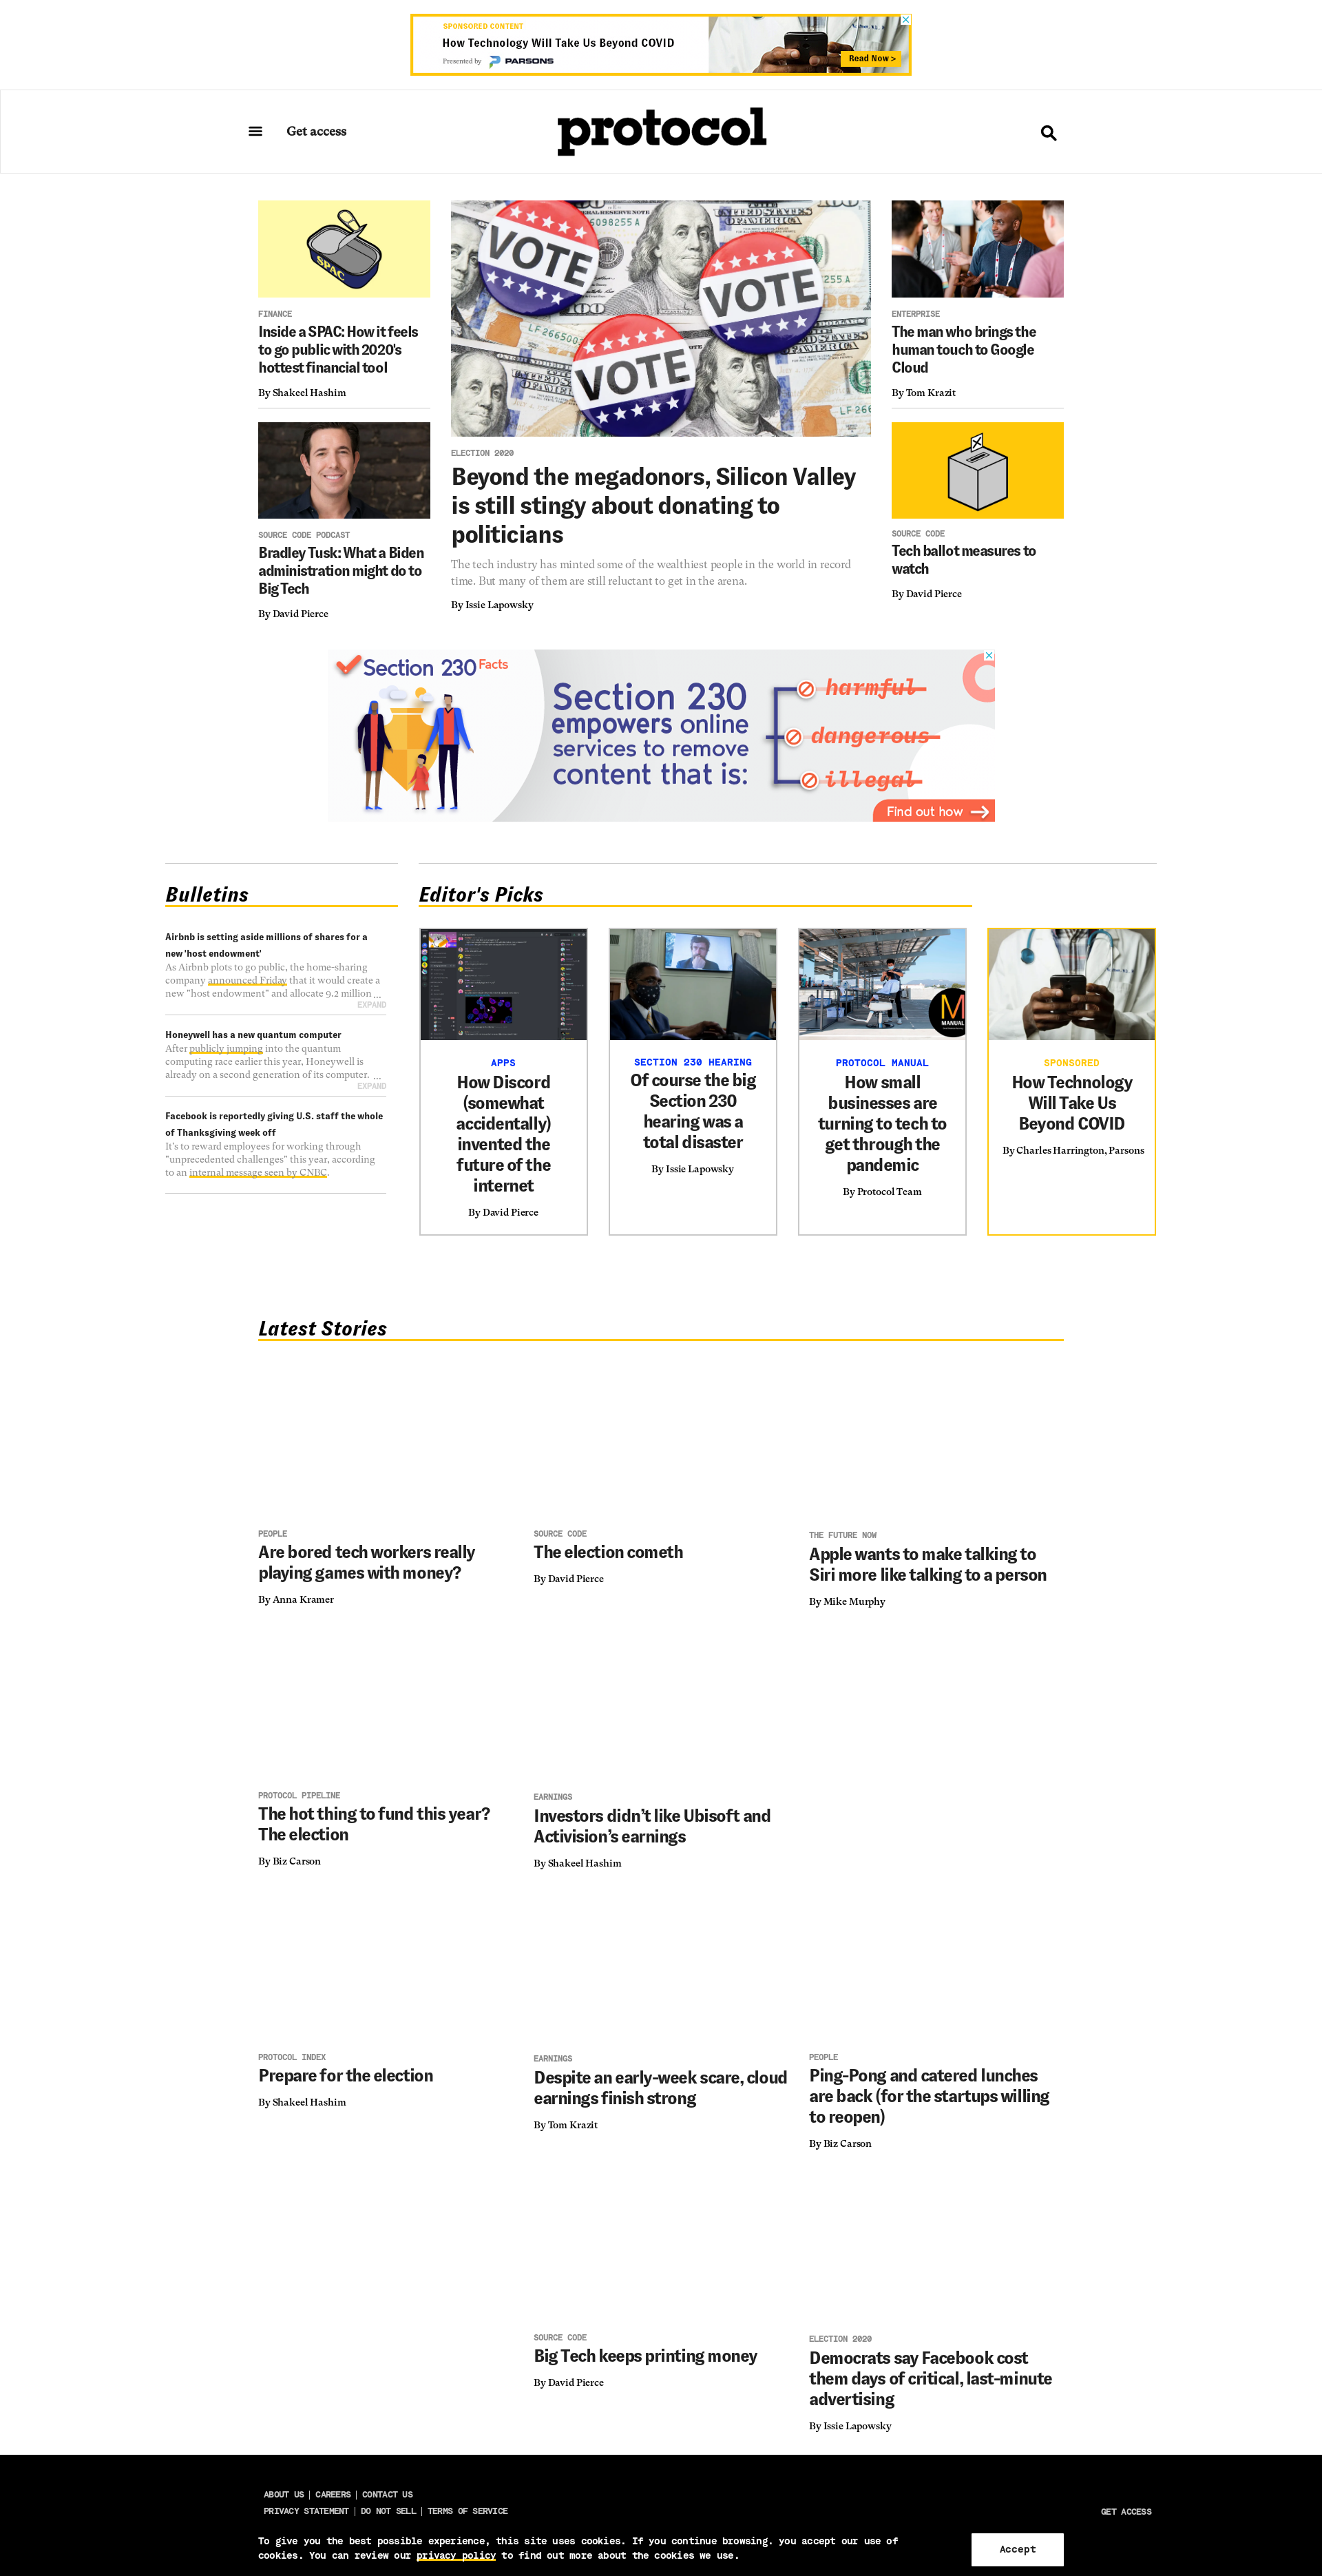 SPONSORED CONTENT
How Technology Will Take Us Beyond COVID
Presented by PARSONS
Read Now >
Get access
protocol
SPAC
FINANCE
Inside a SPAC: How it feels
to go public with 2020's
hottest financial tool
By Shakeel Hashim
SOURCE CODE PODCAST
Bradley Tusk: What a Biden
administration might do to
Big Tech
By David Pierce
VOTE
VOTE
VOTE
ELECTION 2020
Beyond the megadonors, Silicon Valley
is still stingy about donating to
politicians
The tech industry has minted some of the wealthiest people in the world in record
time. But many of them are still reluctant to get in the arena.
By Issie Lapowsky
ENTERPRISE
The man who brings the
human touch to Google
Cloud
By Tom Krazit
SOURCE CODE
Tech ballot measures to
watch
By David Pierce
Section 230 Facts
Section 230
empowers online
services to remove
content that is:
harmful
dangerous
illegal
Find out how
Bulletins
Airbnb is setting aside millions of shares for a
new 'host endowment'
As Airbnb plots to go public, the home-sharing
company announced Friday that it would create a
new "host endowment" and allocate 9.2 million ...
EXPAND
Honeywell has a new quantum computer
After publicly jumping into the quantum
computing race earlier this year, Honeywell is
already on a second generation of its computer. ...
EXPAND
Facebook is reportedly giving U.S. staff the whole
of Thanksgiving week off
It's to reward employees for working through
"unprecedented challenges" this year, according
to an internal message seen by CNBC.
Editor's Picks
APPS
How Discord
(somewhat
accidentally)
invented the
future of the
internet
By David Pierce
SECTION 230 HEARING
Of course the big
Section 230
hearing was a
total disaster
By Issie Lapowsky
MANUAL
PROTOCOL MANUAL
How small
businesses are
turning to tech to
get through the
pandemic
By Protocol Team
SPONSORED
How Technology
Will Take Us
Beyond COVID
By Charles Harrington, Parsons
Latest Stories
PEOPLE
Are bored tech workers really
playing games with money?
By Anna Kramer
SOURCE CODE
The election cometh
By David Pierce
THE FUTURE NOW
Apple wants to make talking to
Siri more like talking to a person
By Mike Murphy
PROTOCOL PIPELINE
The hot thing to fund this year?
The election
By Biz Carson
EARNINGS
Investors didn’t like Ubisoft and
Activision’s earnings
By Shakeel Hashim
PROTOCOL INDEX
Prepare for the election
By Shakeel Hashim
EARNINGS
Despite an early-week scare, cloud
earnings finish strong
By Tom Krazit
PEOPLE
Ping-Pong and catered lunches
are back (for the startups willing
to reopen)
By Biz Carson
SOURCE CODE
Big Tech keeps printing money
By David Pierce
ELECTION 2020
Democrats say Facebook cost
them days of critical, last-minute
advertising
By Issie Lapowsky
ABOUT US | CAREERS | CONTACT US
PRIVACY STATEMENT | DO NOT SELL | TERMS OF SERVICE
GET ACCESS
To give you the best possible experience, this site uses cookies. If you continue browsing. you accept our use of
cookies. You can review our privacy policy to find out more about the cookies we use.
Accept